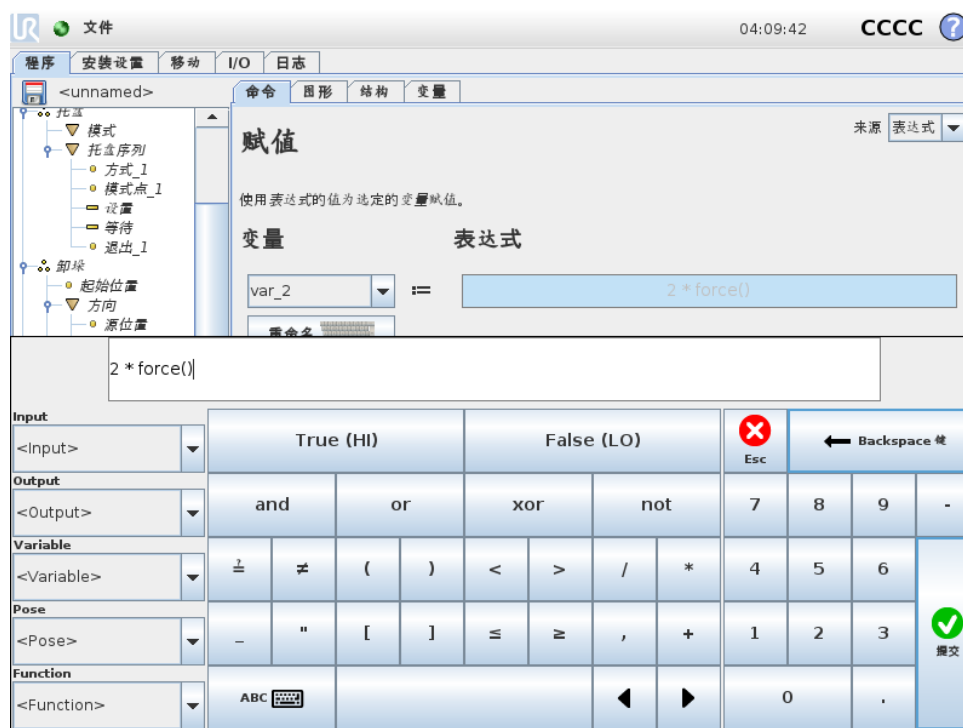 UR 文件 04:09:42 CCCC ?
程序 安装设置 移动 I/O 日志
<unnamed> 命令 图形 结构 变量
托盘
模式
托盒序列
方式_1
模式点_1
设置
等待
退出_1
卸垛
起始位置
方向
源位置
赋值
来源 表达式
使用表达式的值为选定的变量赋值。
变量 表达式
var_2 := 2 * force()
重命名
2 * force()
Input
<Input>
Output
<Output>
Variable
<Variable>
Pose
<Pose>
Function
<Function>
True (HI) False (LO) Esc Backspace 键
and or xor not 7 8 9 -
≟ ≠ ( ) < > / * 4 5 6
_ " [ ] ≤ ≥ , + 1 2 3 提交
ABC 0 .